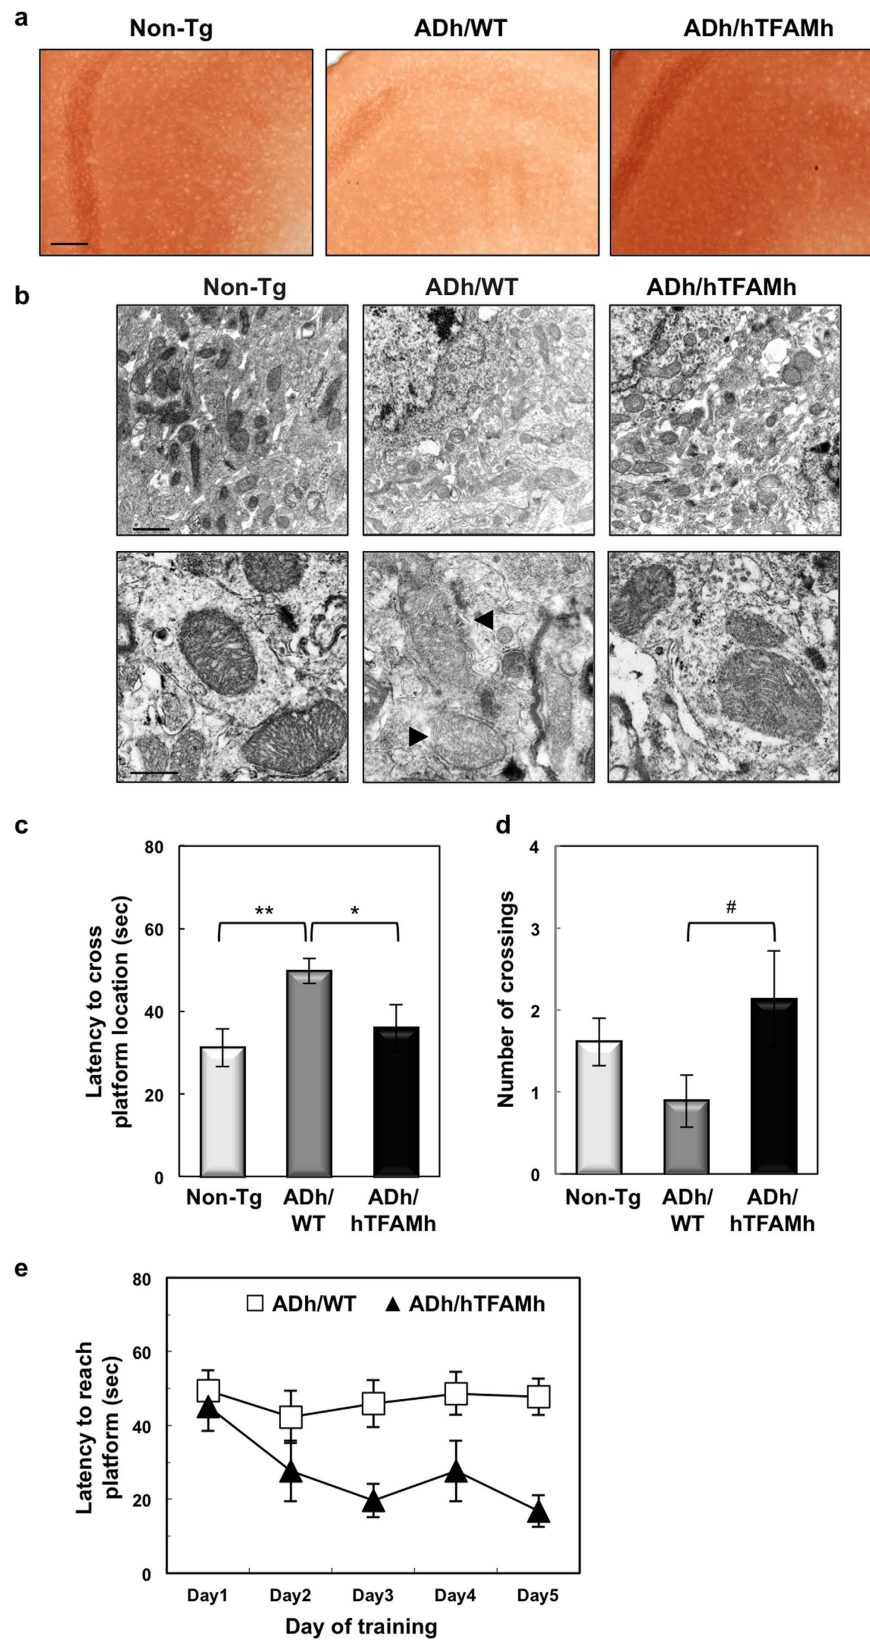 a
Non-Tg ADh/WT ADh/hTFAMh
b
Non-Tg ADh/WT ADh/hTFAMh
c
80
60
40
20
0
Latency to cross
platform location (sec)
** *
Non-Tg ADh/ ADh/
WT hTFAMh
d
4
3
2
1
0
Number of crossings
#
Non-Tg ADh/ ADh/
WT hTFAMh
e
80
60
40
20
0
Latency to reach
platform (sec)
ADh/WT ADh/hTFAMh
Day1 Day2 Day3 Day4 Day5
Day of training